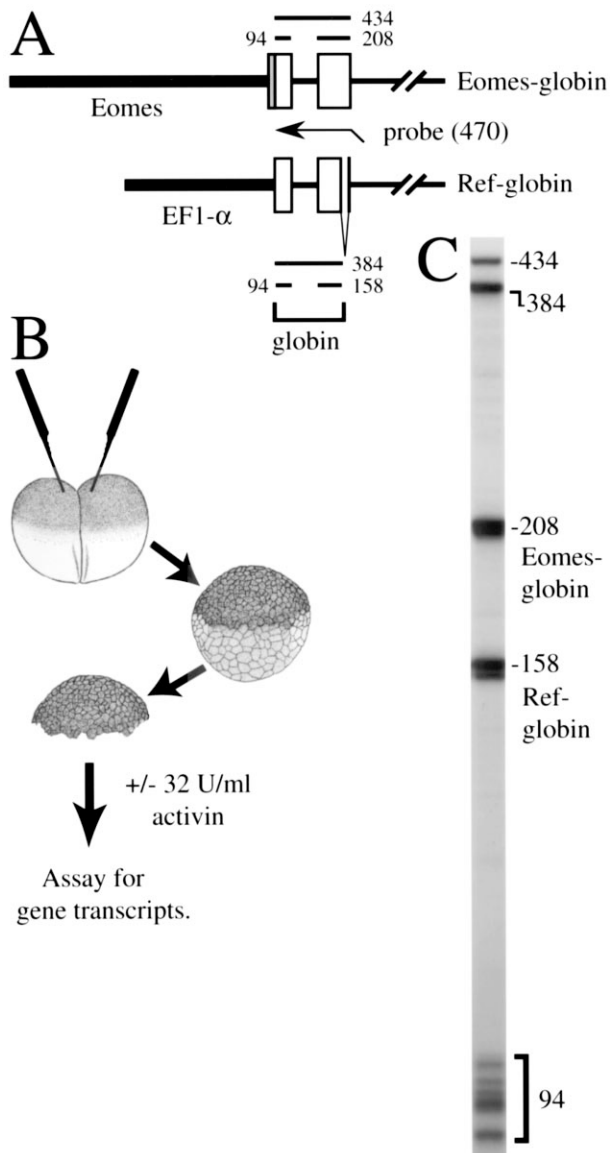 A
434
94
208
Eomes
Eomes-globin
probe (470)
EF1-α
Ref-globin
384
94
158
globin
B
+/- 32 U/ml
activin
Assay for
gene transcripts.
C
-434
384
-208
Eomes-
globin
-158
Ref-
globin
94